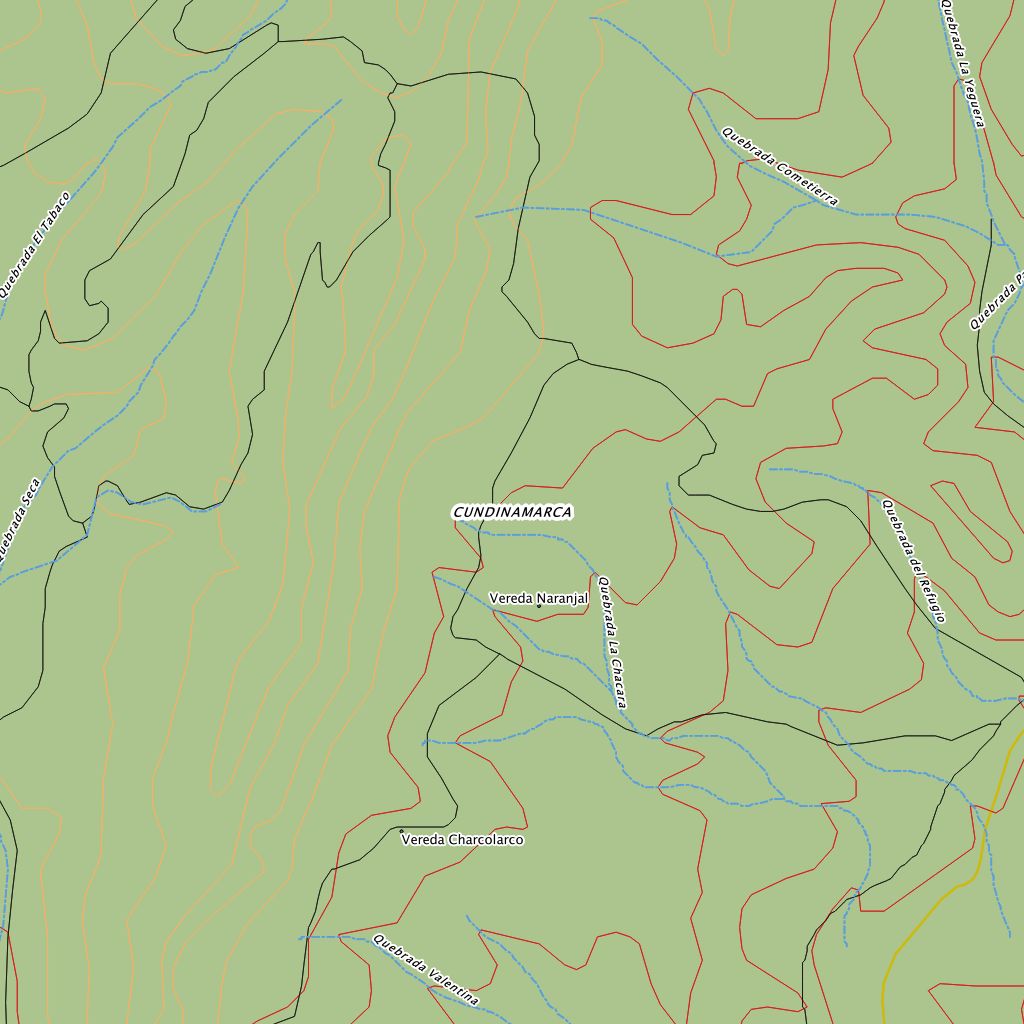 Quebrada La Yeguera
Quebrada Cometierra
Quebrada El Tabaco
Quebrada
Quebrada Seca
CUNDINAMARCA
Quebrada del Refugio
Vereda Naranjal
Quebrada La Chacara
Vereda Charcolarco
Quebrada Valentina